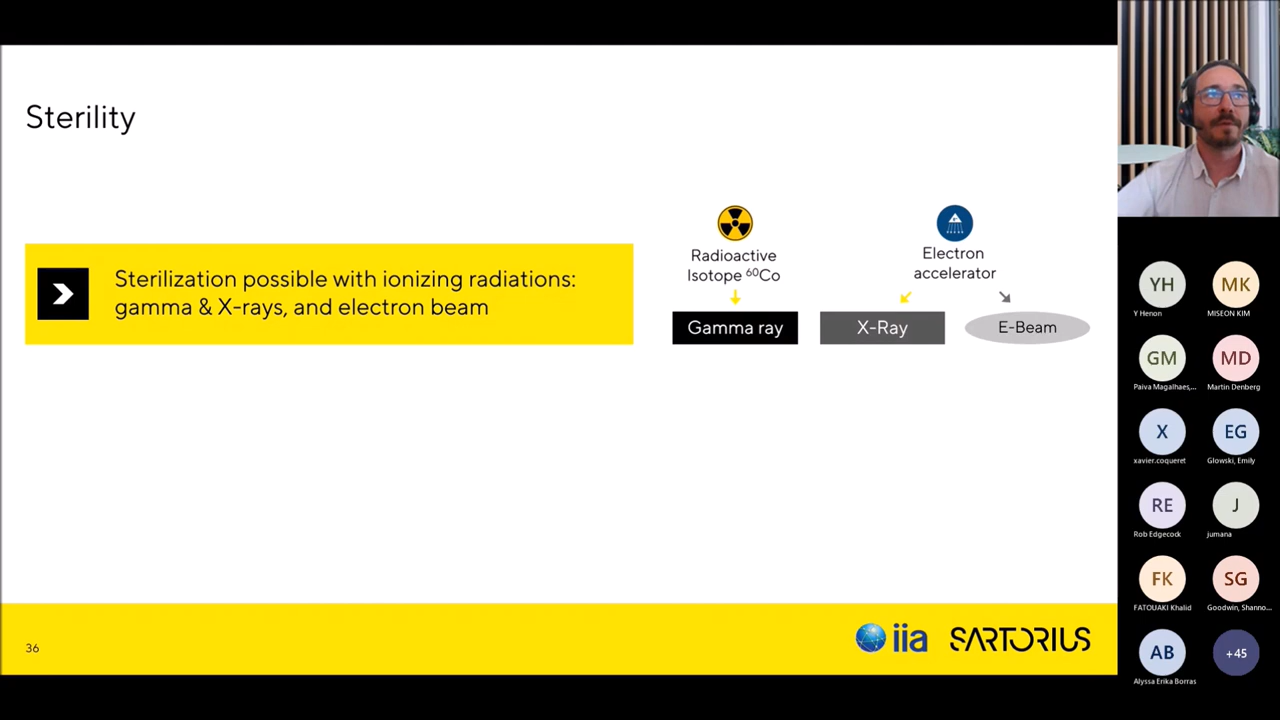 Sterility
Sterilization possible with ionizing radiations:
gamma & X-rays, and electron beam
Radioactive
Isotope ⁶⁰Co
Gamma ray
Electron
accelerator
X-Ray
E-Beam
36
iia
SARTORIUS
YH
Y Henon
MK
MISEON KIM
GM
Paiva Magalhaes,...
MD
Martin Denberg
X
xavier.coqueret
EG
Glowski, Emily
RE
Rob Edgecock
J
jumana
FK
FATOUAKI Khalid
SG
Goodwin, Shanno...
AB
Alyssa Erika Borras
+45